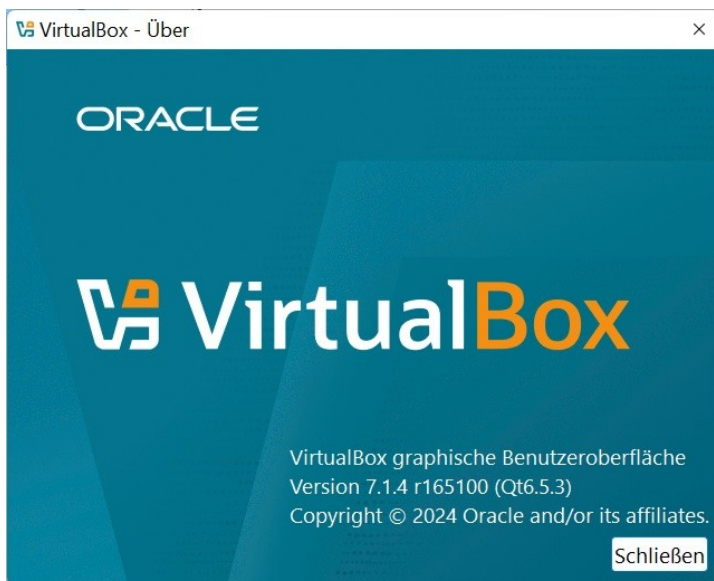 VirtualBox - Über
ORACLE
VirtualBox
VirtualBox graphische Benutzeroberfläche
Version 7.1.4 r165100 (Qt6.5.3)
Copyright © 2024 Oracle and/or its affiliates.
Schließen